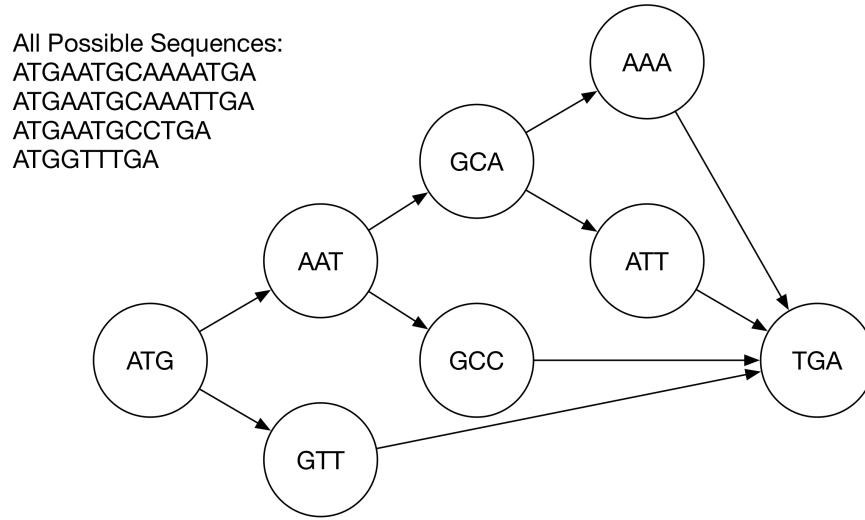 All Possible Sequences:
ATGAATGCAAAATGA
ATGAATGCAAATTGA
ATGAATGCCTGA
ATGGTTTGA
AAA
GCA
AAT
ATT
ATG
GCC
TGA
GTT